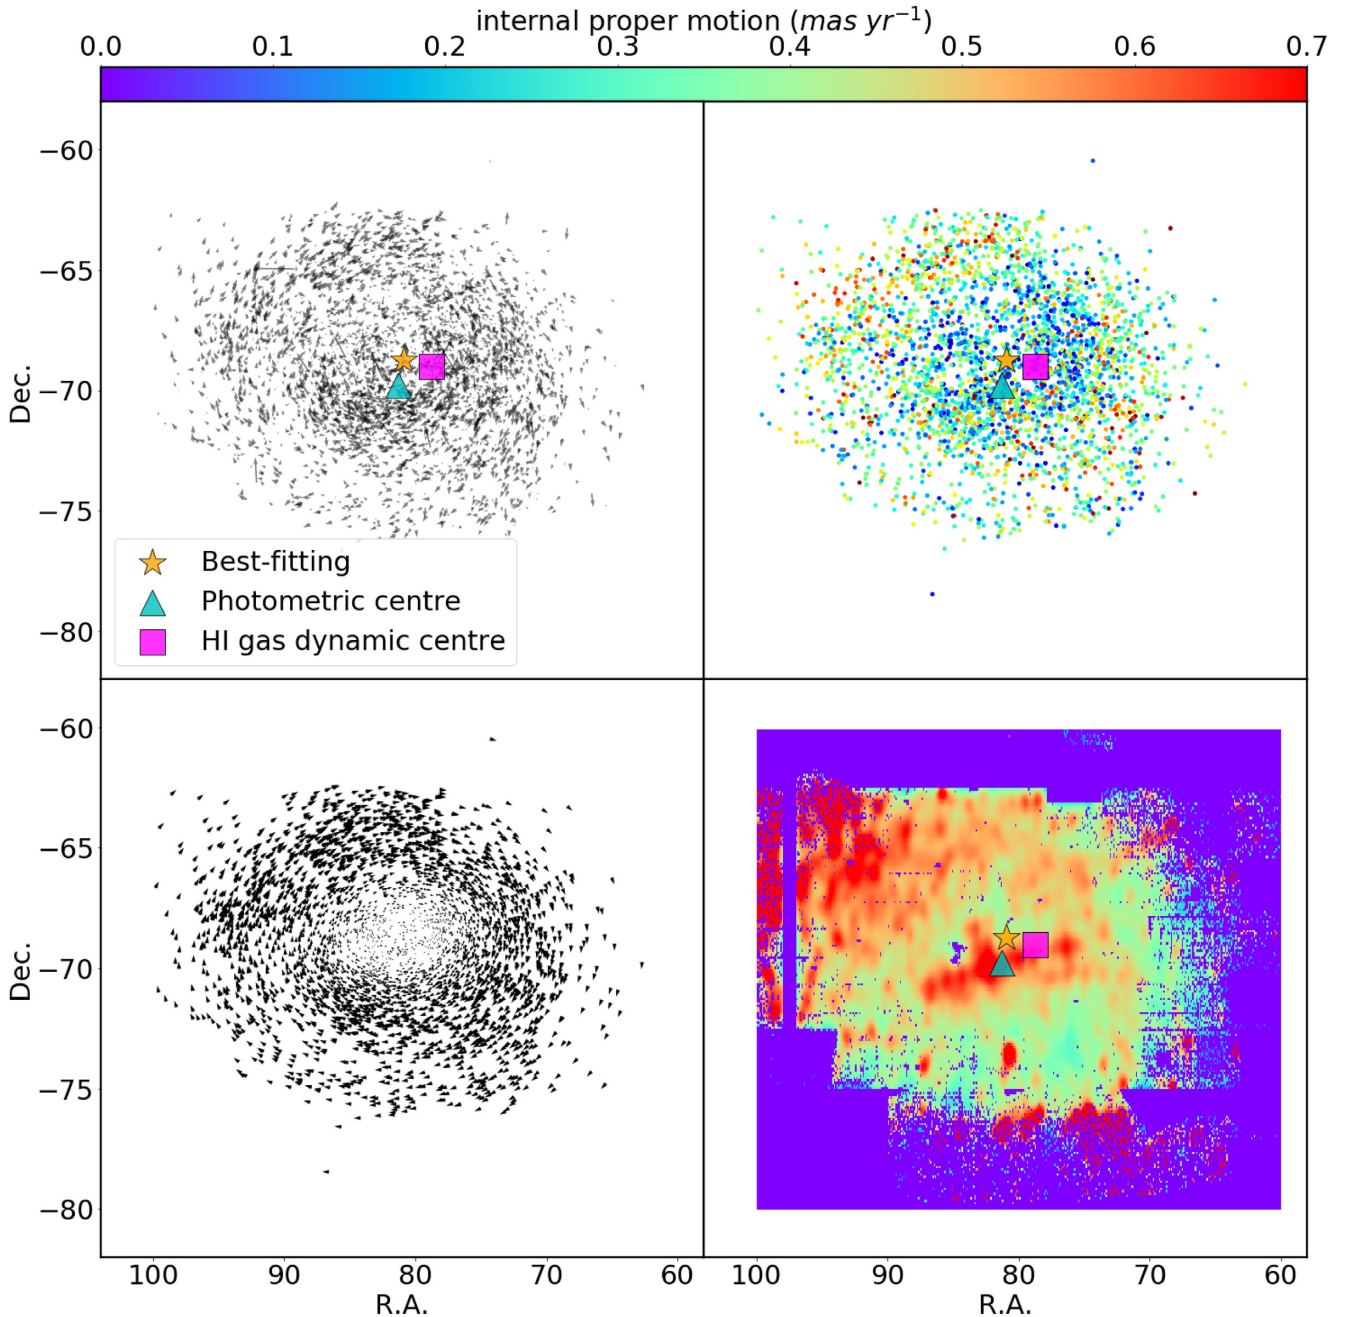 internal proper motion (mas yr⁻¹)
0.0 0.1 0.2 0.3 0.4 0.5 0.6 0.7
−60
−65
−70
−75
−80
Dec.
Best-fitting
Photometric centre
HI gas dynamic centre
−60
−65
−70
−75
−80
Dec.
100 90 80 70 60
R.A.
100 90 80 70 60
R.A.